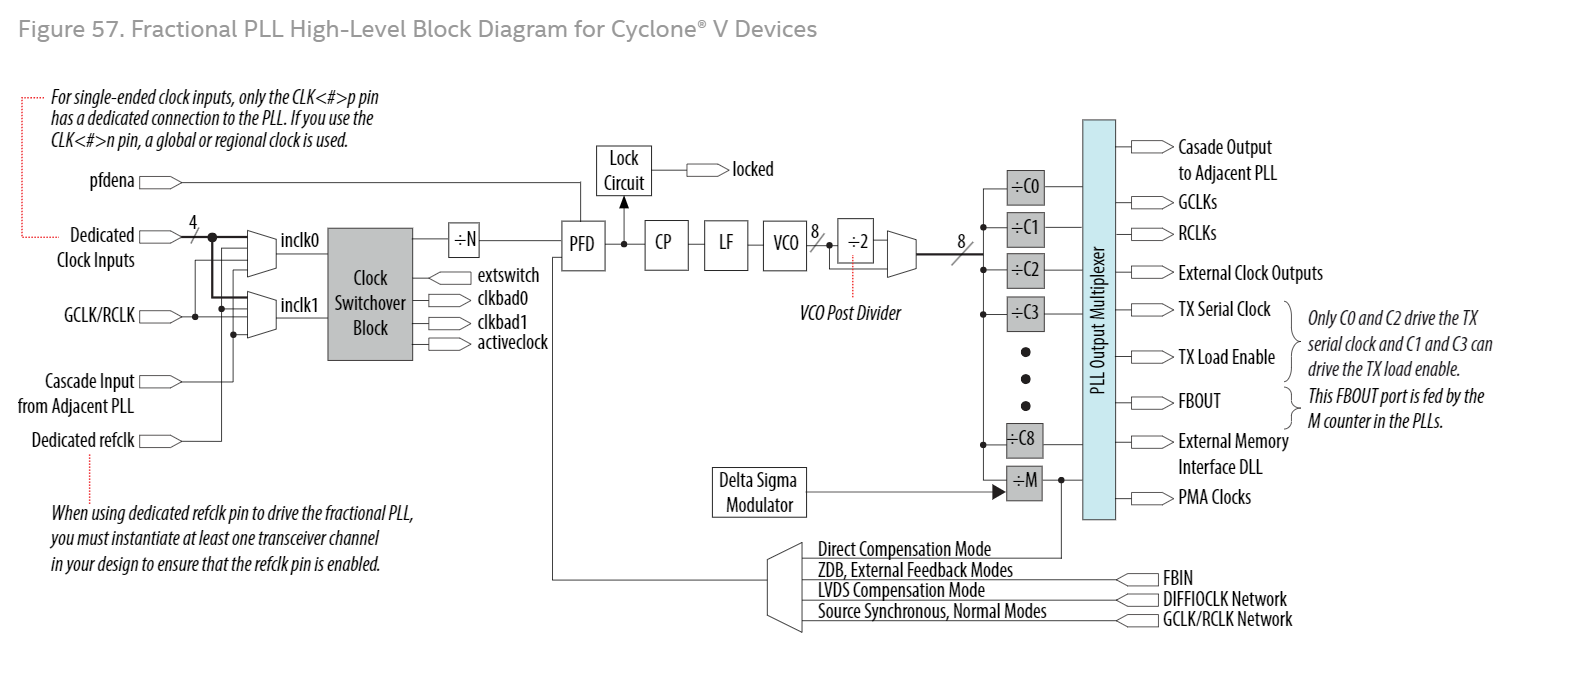 Figure 57. Fractional PLL High-Level Block Diagram for Cyclone® V Devices
For single-ended clock inputs, only the CLK<#>p pin
has a dedicated connection to the PLL. If you use the
CLK<#>n pin, a global or regional clock is used.
pfdena
Dedicated
Clock Inputs
4
GCLK/RCLK
Cascade Input
from Adjacent PLL
Dedicated refclk
When using dedicated refclk pin to drive the fractional PLL,
you must instantiate at least one transceiver channel
in your design to ensure that the refclk pin is enabled.
inclk0
inclk1
Clock
Switchover
Block
÷N
extswitch
clkbad0
clkbad1
activeclock
PFD
Lock
Circuit
locked
CP
LF
VCO
8
÷2
VCO Post Divider
8
÷C0
÷C1
÷C2
÷C3
÷C8
÷M
Delta Sigma
Modulator
PLL Output Multiplexer
Casade Output
to Adjacent PLL
GCLKs
RCLKs
External Clock Outputs
TX Serial Clock
TX Load Enable
FBOUT
External Memory
Interface DLL
PMA Clocks
Only C0 and C2 drive the TX
serial clock and C1 and C3 can
drive the TX load enable.
This FBOUT port is fed by the
M counter in the PLLs.
Direct Compensation Mode
ZDB, External Feedback Modes
LVDS Compensation Mode
Source Synchronous, Normal Modes
FBIN
DIFFIOCLK Network
GCLK/RCLK Network